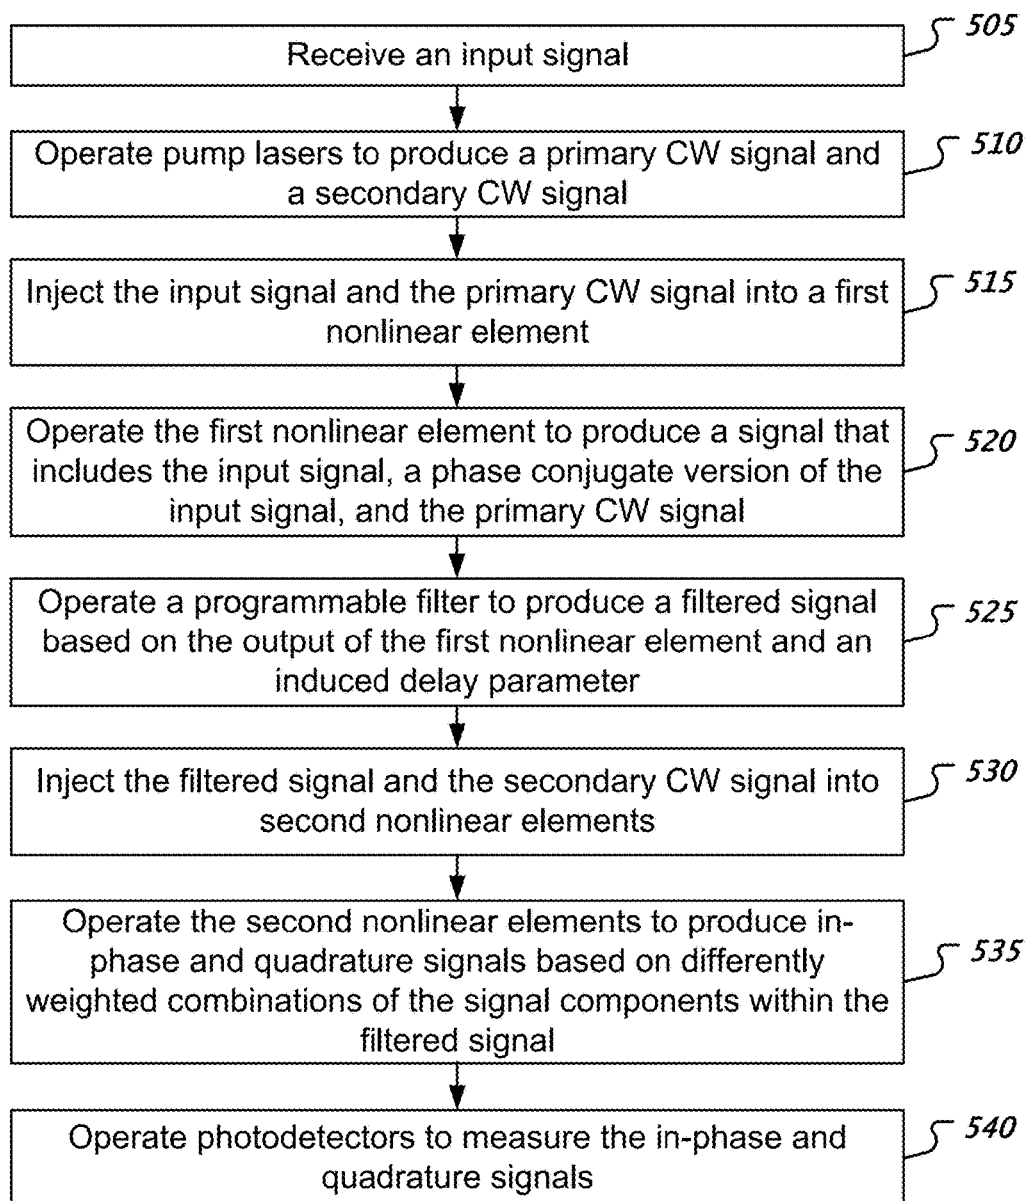 Receive an input signal
505
Operate pump lasers to produce a primary CW signal and
a secondary CW signal
510
Inject the input signal and the primary CW signal into a first
nonlinear element
515
Operate the first nonlinear element to produce a signal that
includes the input signal, a phase conjugate version of the
input signal, and the primary CW signal
520
Operate a programmable filter to produce a filtered signal
based on the output of the first nonlinear element and an
induced delay parameter
525
Inject the filtered signal and the secondary CW signal into
second nonlinear elements
530
Operate the second nonlinear elements to produce in-
phase and quadrature signals based on differently
weighted combinations of the signal components within the
filtered signal
535
Operate photodetectors to measure the in-phase and
quadrature signals
540